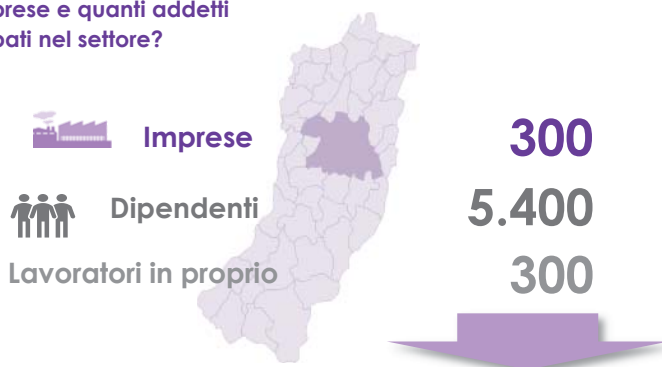 prese e quanti addetti
pati nel settore?
Imprese 300
Dipendenti 5.400
Lavoratori in proprio 300